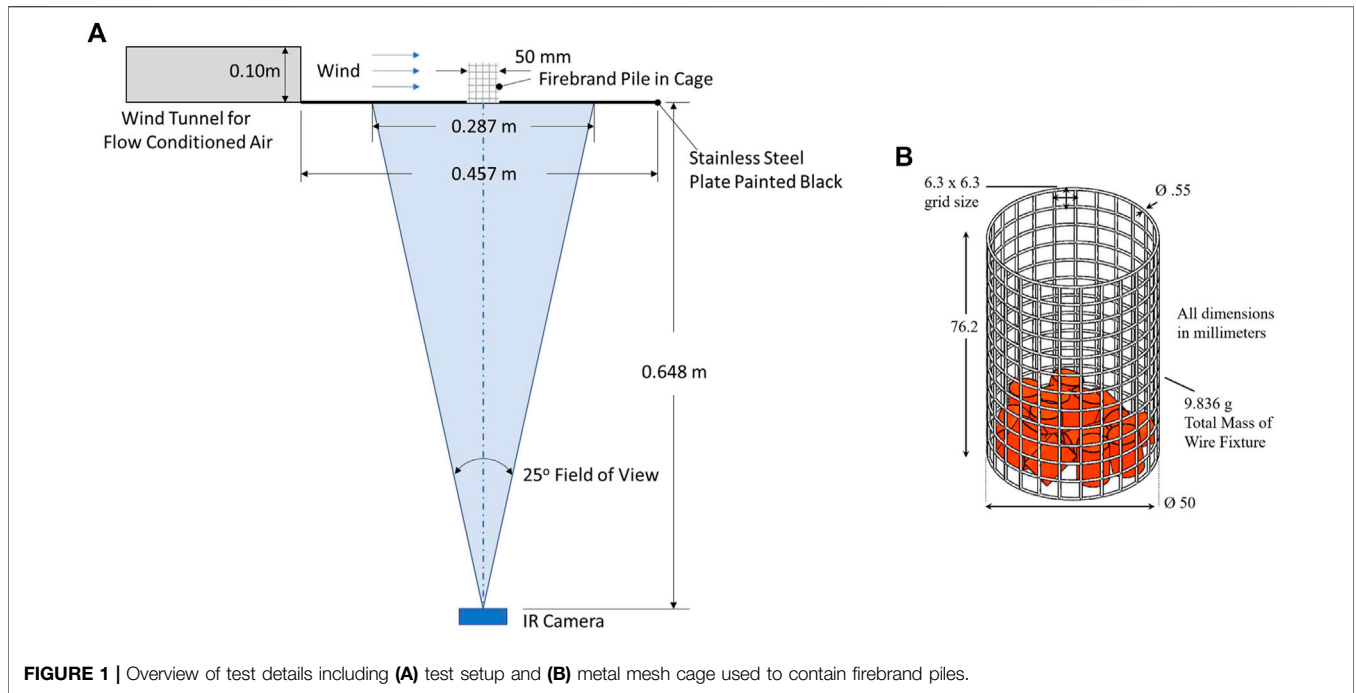 A
0.10m
Wind
50 mm
Firebrand Pile in Cage
Wind Tunnel for
Flow Conditioned Air
0.287 m
0.457 m
Stainless Steel
Plate Painted Black
0.648 m
25° Field of View
IR Camera
B
6.3 x 6.3
grid size
Ø .55
76.2
All dimensions
in millimeters
9.836 g
Total Mass of
Wire Fixture
Ø 50
FIGURE 1 | Overview of test details including (A) test setup and (B) metal mesh cage used to contain firebrand piles.